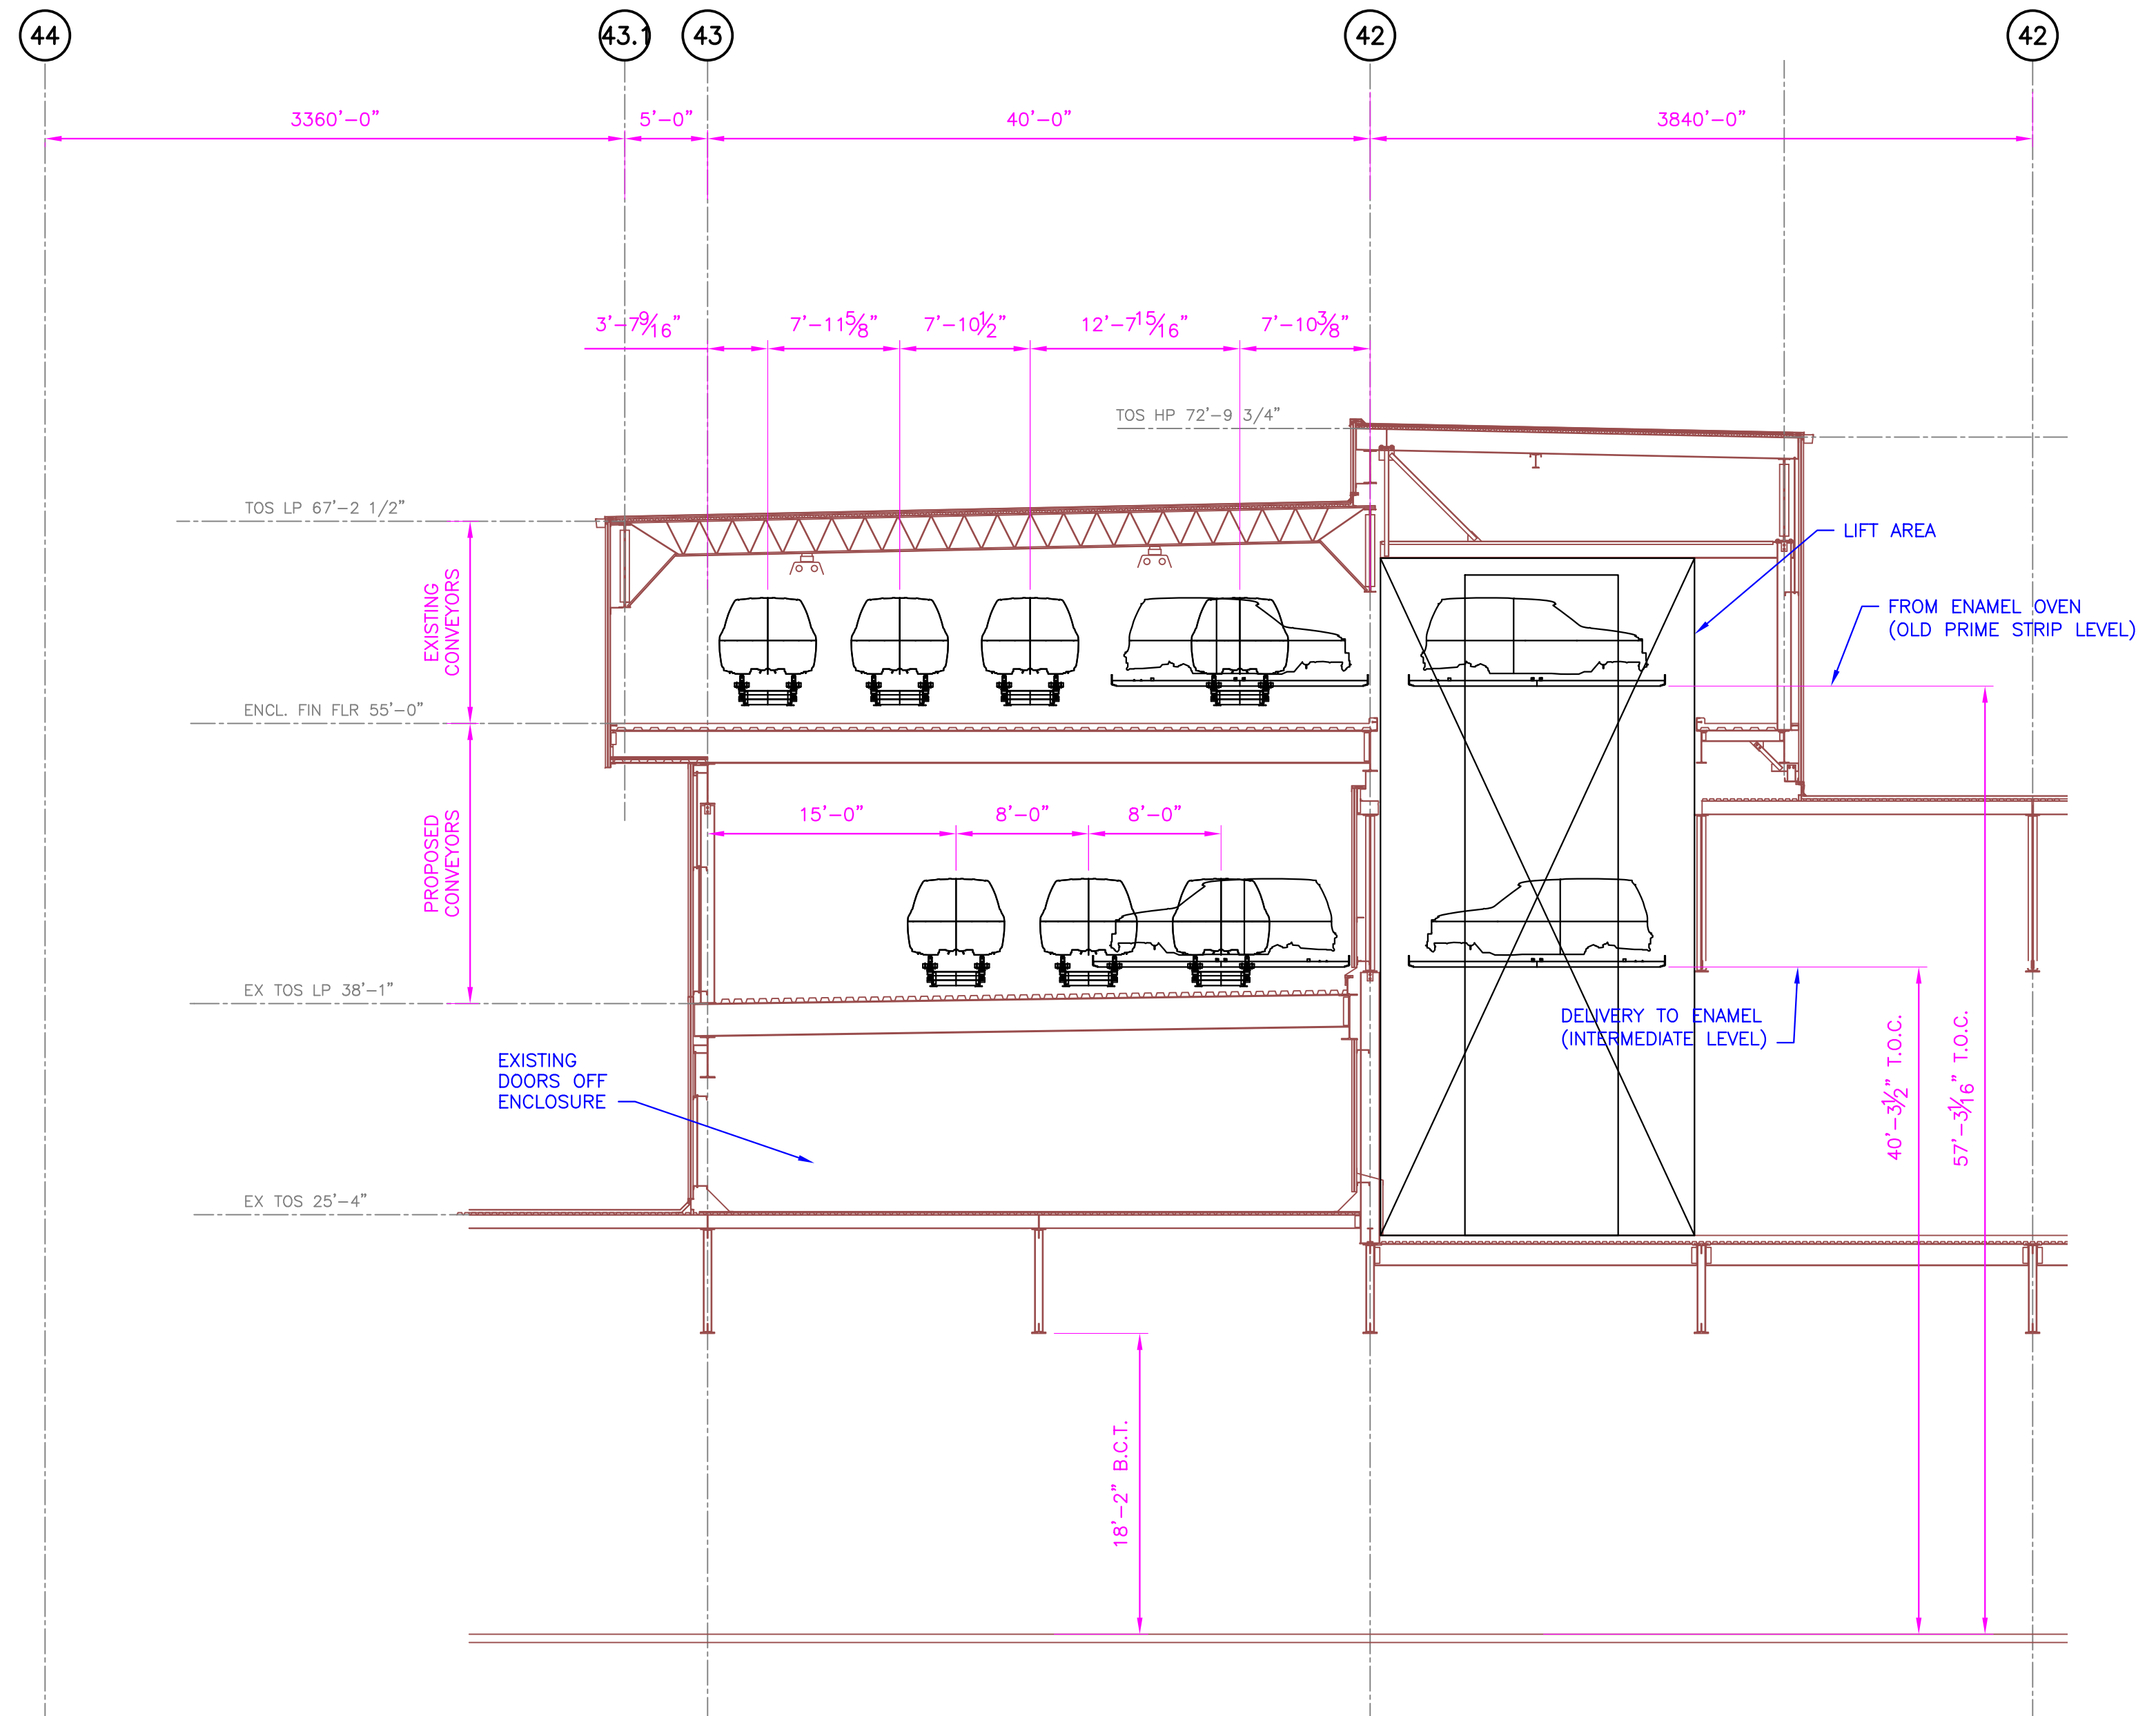 44
43.1
43
42
42
3360'-0"
5'-0"
40'-0"
3840'-0"
3'-7 9/16"
7'-11 5/8"
7'-10 1/2"
12'-7 15/16"
7'-10 3/8"
TOS HP 72'-9 3/4"
TOS LP 67'-2 1/2"
LIFT AREA
EXISTING
CONVEYORS
FROM ENAMEL OVEN
(OLD PRIME STRIP LEVEL)
ENCL. FIN FLR 55'-0"
PROPOSED
CONVEYORS
15'-0"
8'-0"
8'-0"
EX TOS LP 38'-1"
DELIVERY TO ENAMEL
(INTERMEDIATE LEVEL)
40'-3 1/2" T.O.C.
57'-3 1/16" T.O.C.
EXISTING
DOORS OFF
ENCLOSURE
EX TOS 25'-4"
18'-2" B.C.T.